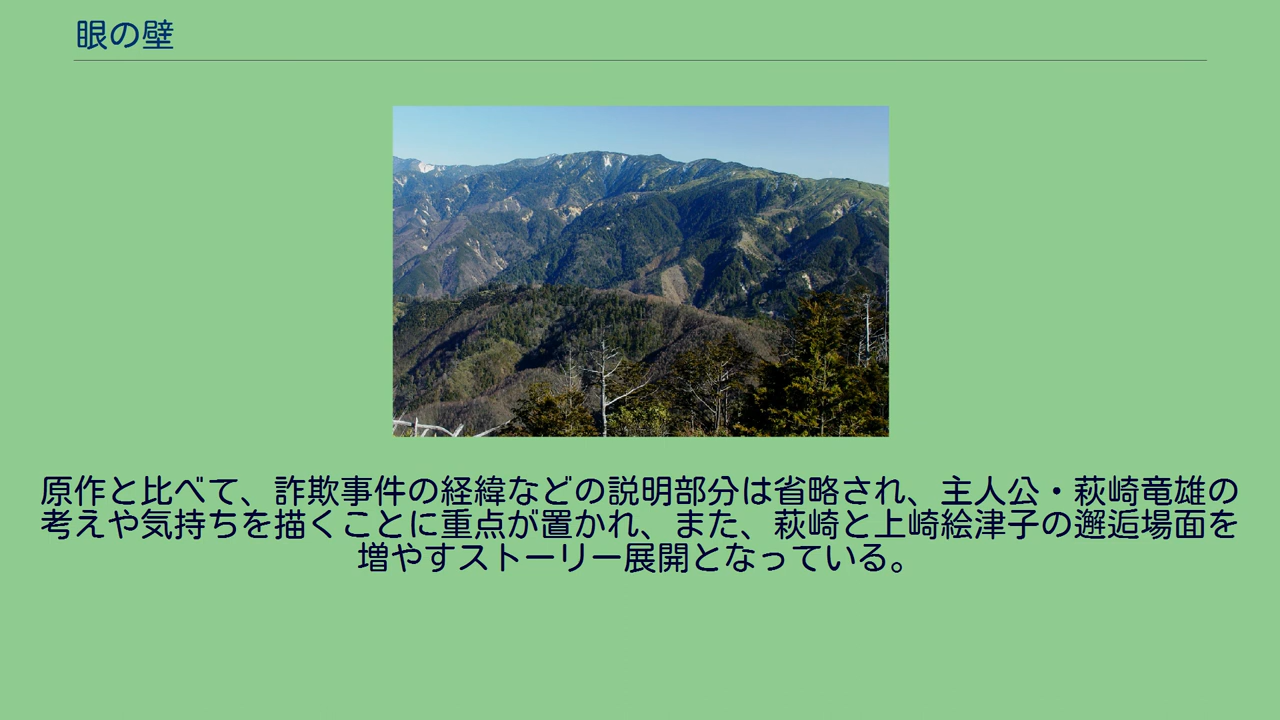 眼の壁
原作と比べて、詐欺事件の経緯などの説明部分は省略され、主人公・萩崎竜雄の
考えや気持ちを描くことに重点が置かれ、また、萩崎と上崎絵津子の邂逅場面を
増やすストーリー展開となっている。